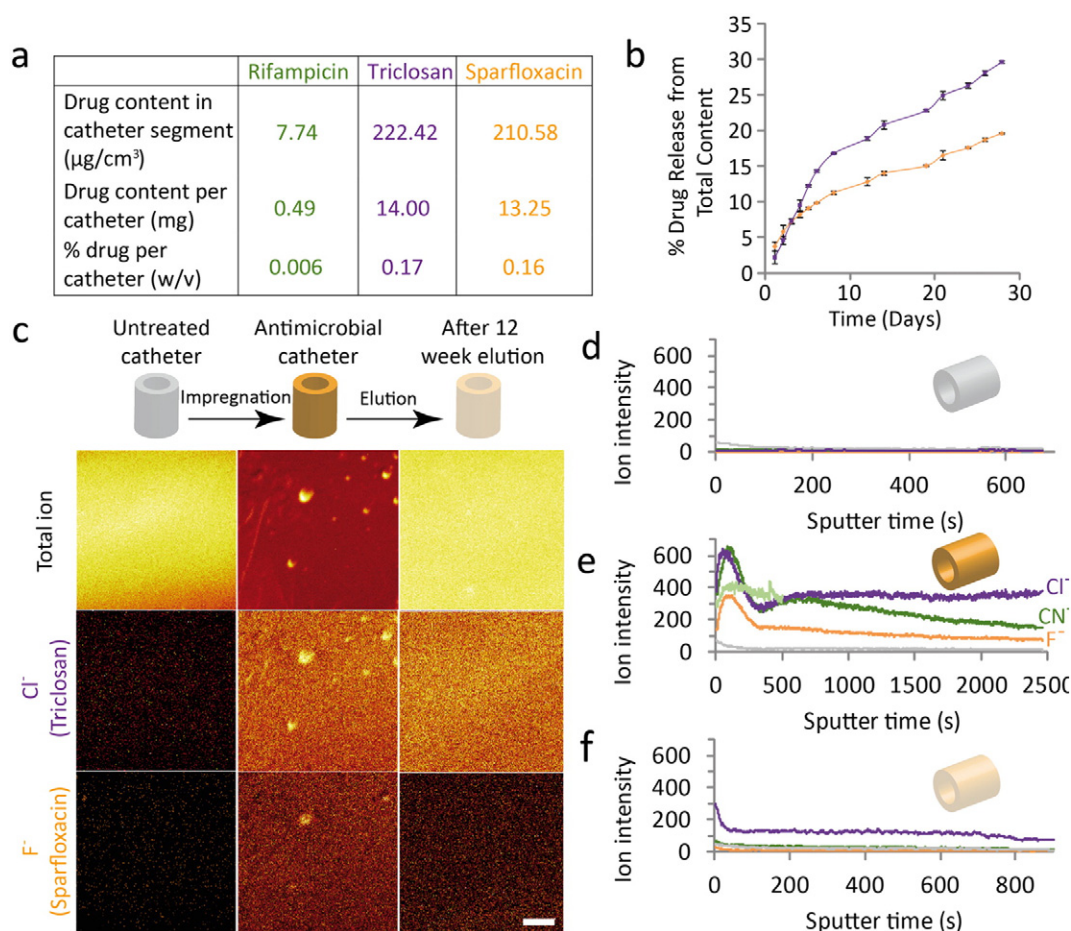 a
Rifampicin Triclosan Sparfloxacin
Drug content in
catheter segment
(µg/cm³)
7.74 222.42 210.58
Drug content per
catheter (mg)
0.49 14.00 13.25
% drug per
catheter (w/v)
0.006 0.17 0.16
b
% Drug Release from
Total Content
35
30
25
20
15
10
5
0
0 10 20 30
Time (Days)
c
Untreated
catheter
Antimicrobial
catheter
After 12
week elution
Impregnation
Elution
Total ion
Cl⁻
(Triclosan)
F⁻
(Sparfloxacin)
d
Ion intensity
600
400
200
0
0 200 400 600
Sputter time (s)
e
Ion intensity
600
400
200
0
Cl⁻
CN⁻
F⁻
0 500 1000 1500 2000 2500
Sputter time (s)
f
Ion intensity
600
400
200
0
0 200 400 600 800
Sputter time (s)